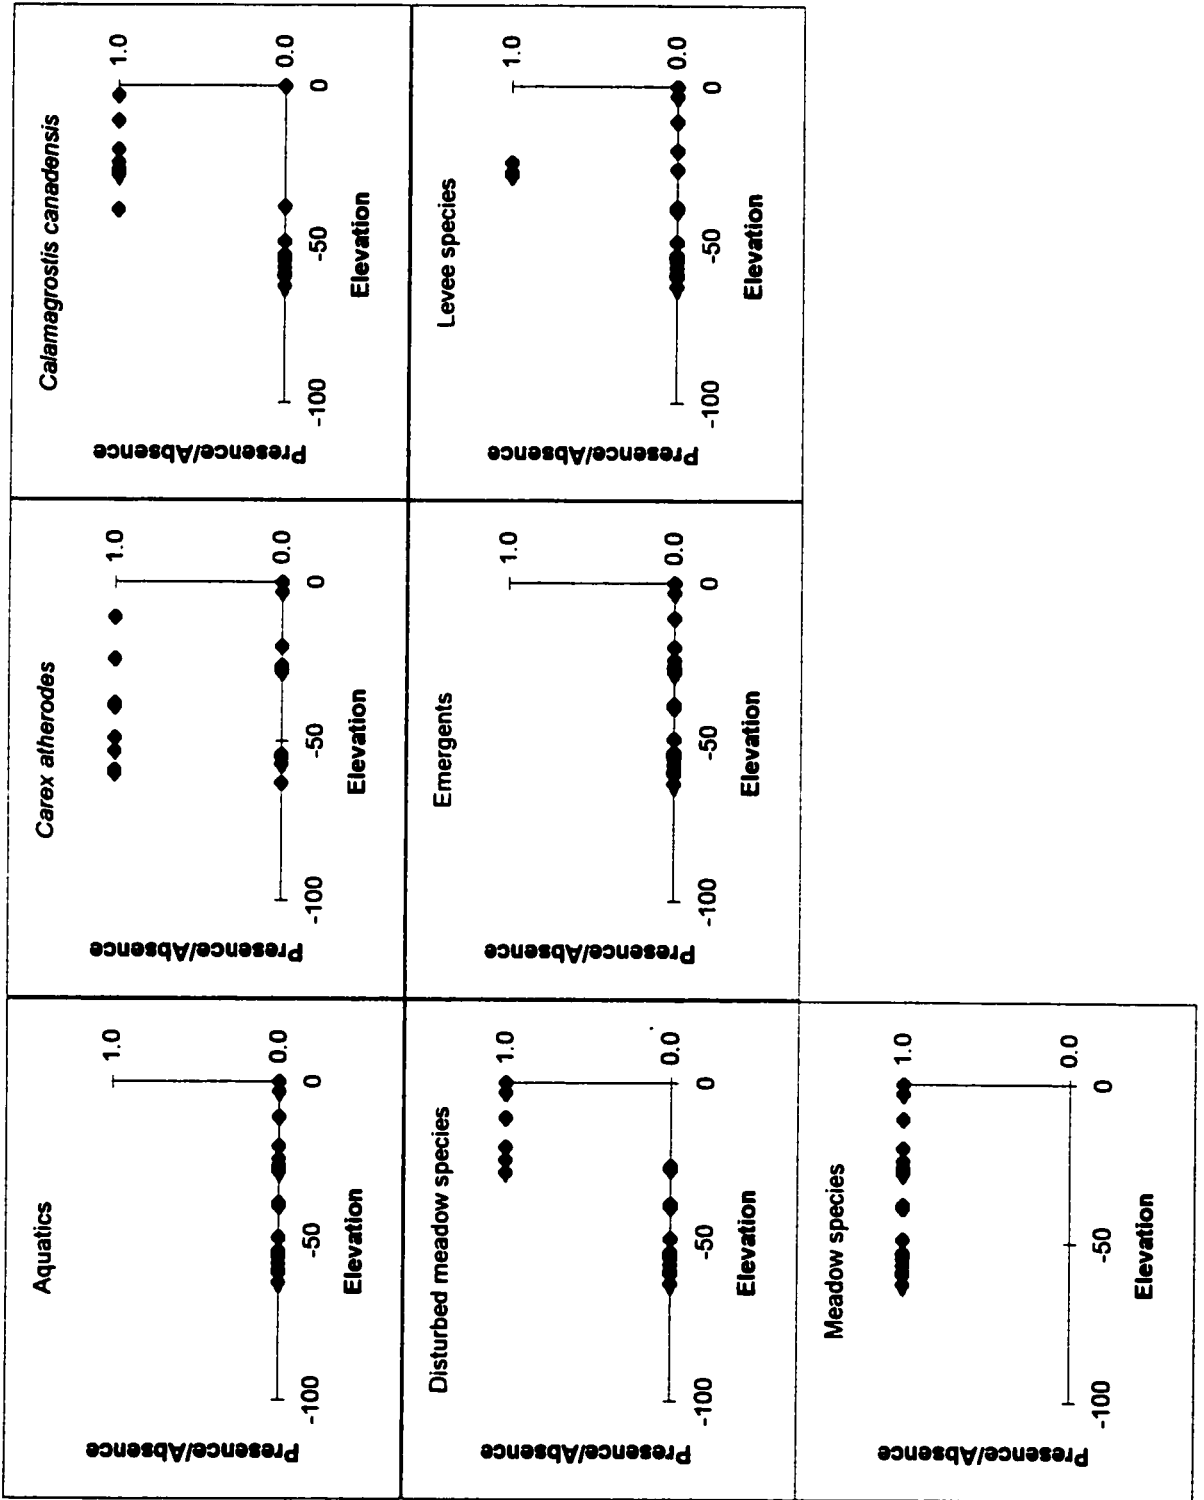 Aquatics
Presence/Absence
1.0
0.0
-100
-50
0
Elevation
Carex atherodes
Presence/Absence
1.0
0.0
-100
-50
0
Elevation
Calamagrostis canadensis
Presence/Absence
1.0
0.0
-100
-50
0
Elevation
Disturbed meadow species
Presence/Absence
1.0
0.0
-100
-50
0
Elevation
Emergents
Presence/Absence
1.0
0.0
-100
-50
0
Elevation
Levee species
Presence/Absence
1.0
0.0
-100
-50
0
Elevation
Meadow species
Presence/Absence
1.0
0.0
-100
-50
0
Elevation